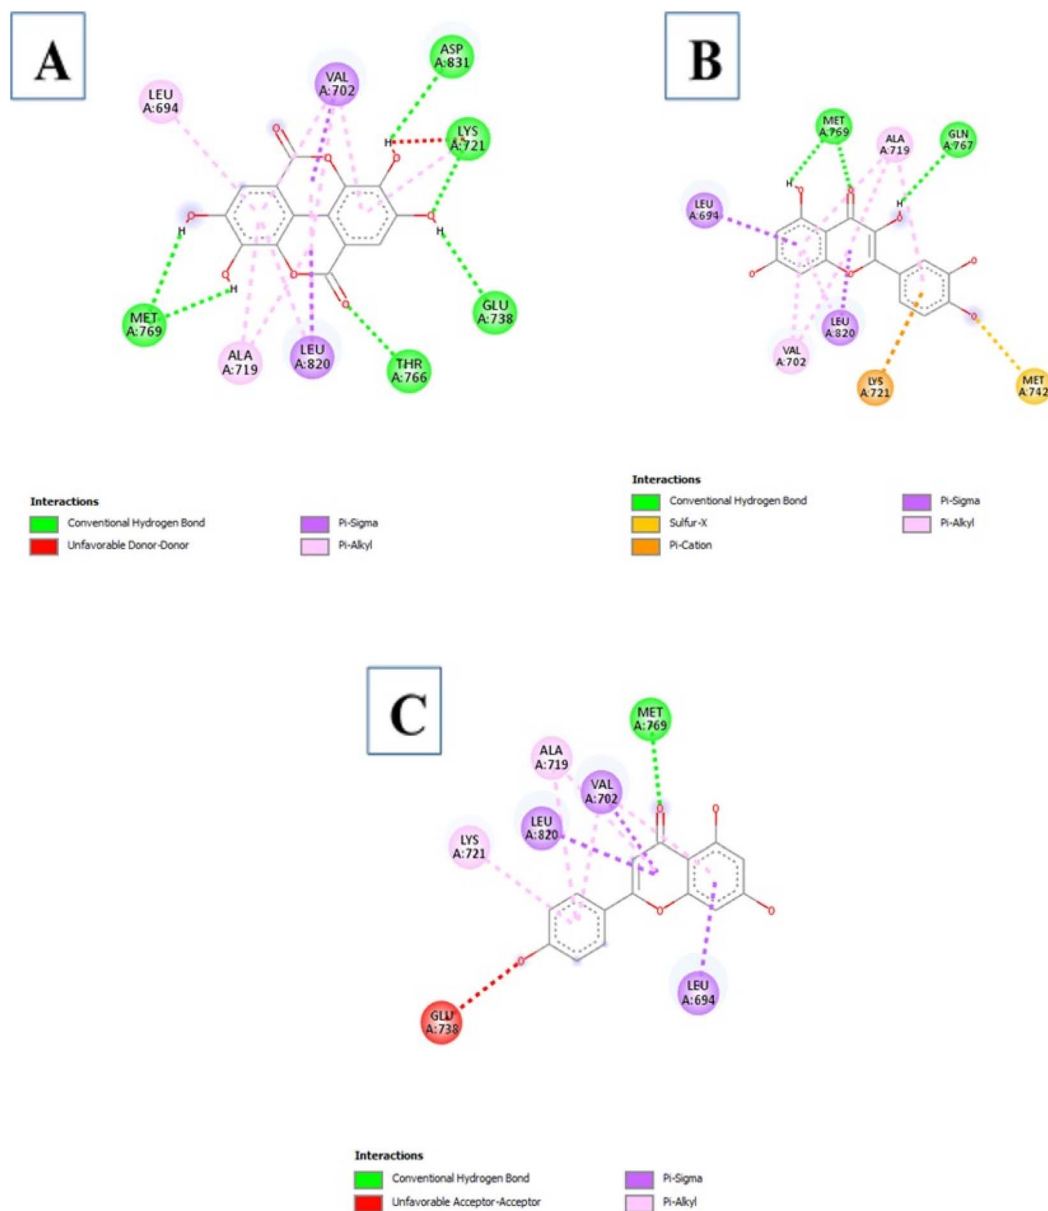 A
ASP
A:831
VAL
A:702
LEU
A:694
LYS
A:721
H
O
O
O
O
H
O
O
H
H
O
O
MET
A:769
GLU
A:738
ALA
A:719
LEU
A:820
THR
A:766
Interactions
Conventional Hydrogen Bond
Unfavorable Donor-Donor
Pi-Sigma
Pi-Alkyl
B
MET
A:769
ALA
A:719
GLN
A:767
LEU
A:694
H
O
O
H
O
O
O
O
O
LEU
A:820
VAL
A:702
LYS
A:721
MET
A:742
Interactions
Conventional Hydrogen Bond
Sulfur-X
Pi-Cation
Pi-Sigma
Pi-Alkyl
C
MET
A:769
ALA
A:719
VAL
A:702
LEU
A:820
LYS
A:721
O
O
O
O
O
LEU
A:694
GLU
A:738
Interactions
Conventional Hydrogen Bond
Unfavorable Acceptor-Acceptor
Pi-Sigma
Pi-Alkyl